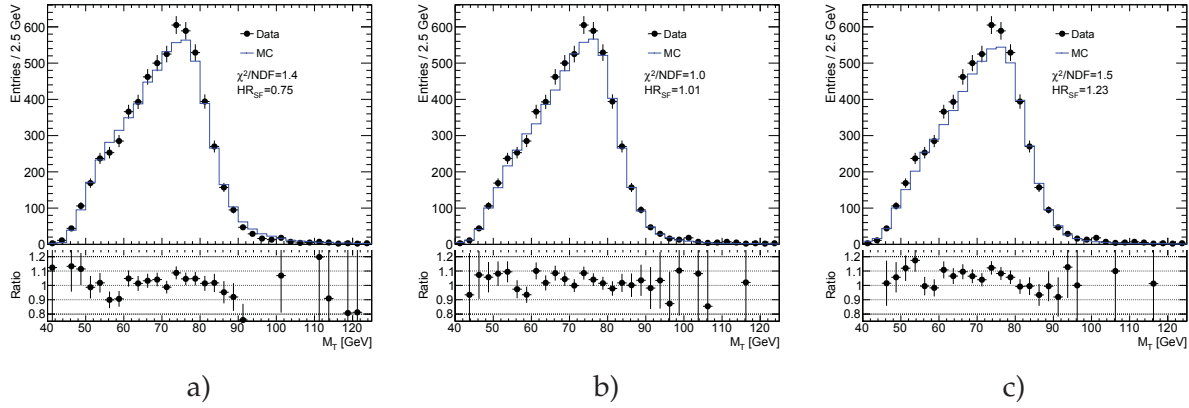 Entries / 2.5 GeV
600
500
400
300
200
100
0
Data
MC
χ²/NDF=1.4
HR_SF=0.75
Ratio
1.2
1.1
1
0.9
0.8
40 50 60 70 80 90 100 110 120
M_T [GeV]
a)
Entries / 2.5 GeV
600
500
400
300
200
100
0
Data
MC
χ²/NDF=1.0
HR_SF=1.01
Ratio
1.2
1.1
1
0.9
0.8
40 50 60 70 80 90 100 110 120
M_T [GeV]
b)
Entries / 2.5 GeV
600
500
400
300
200
100
0
Data
MC
χ²/NDF=1.5
HR_SF=1.23
Ratio
1.2
1.1
1
0.9
0.8
40 50 60 70 80 90 100 110 120
M_T [GeV]
c)